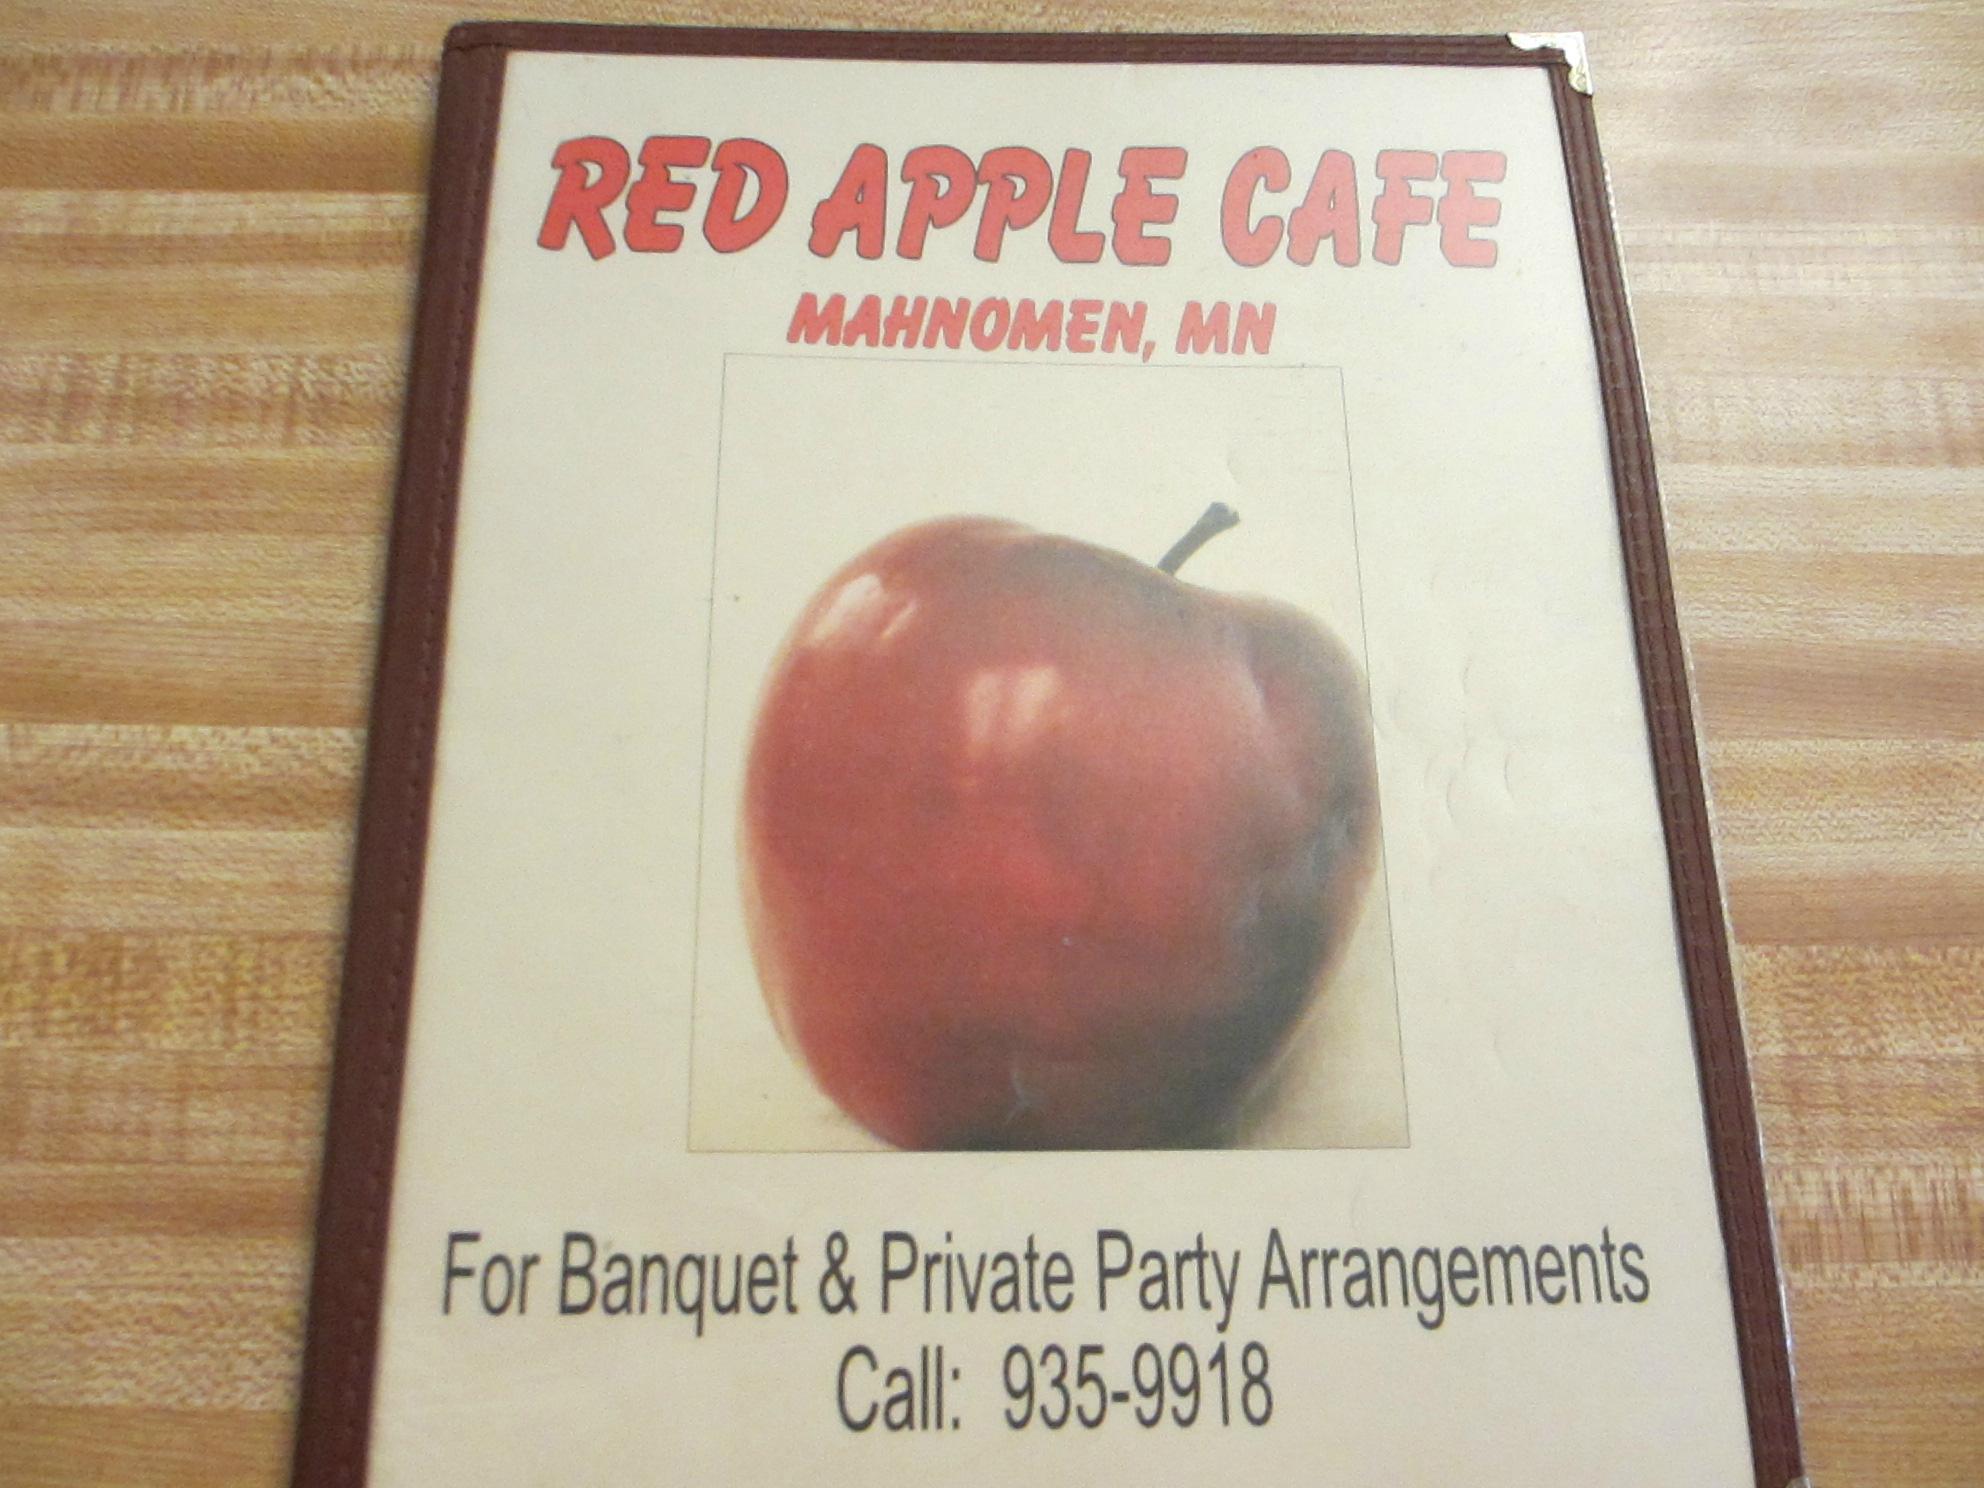 RED APPLE CAFE
MAHNOMEN, MN
For Banquet & Private Party Arrangements
Call: 935-9918